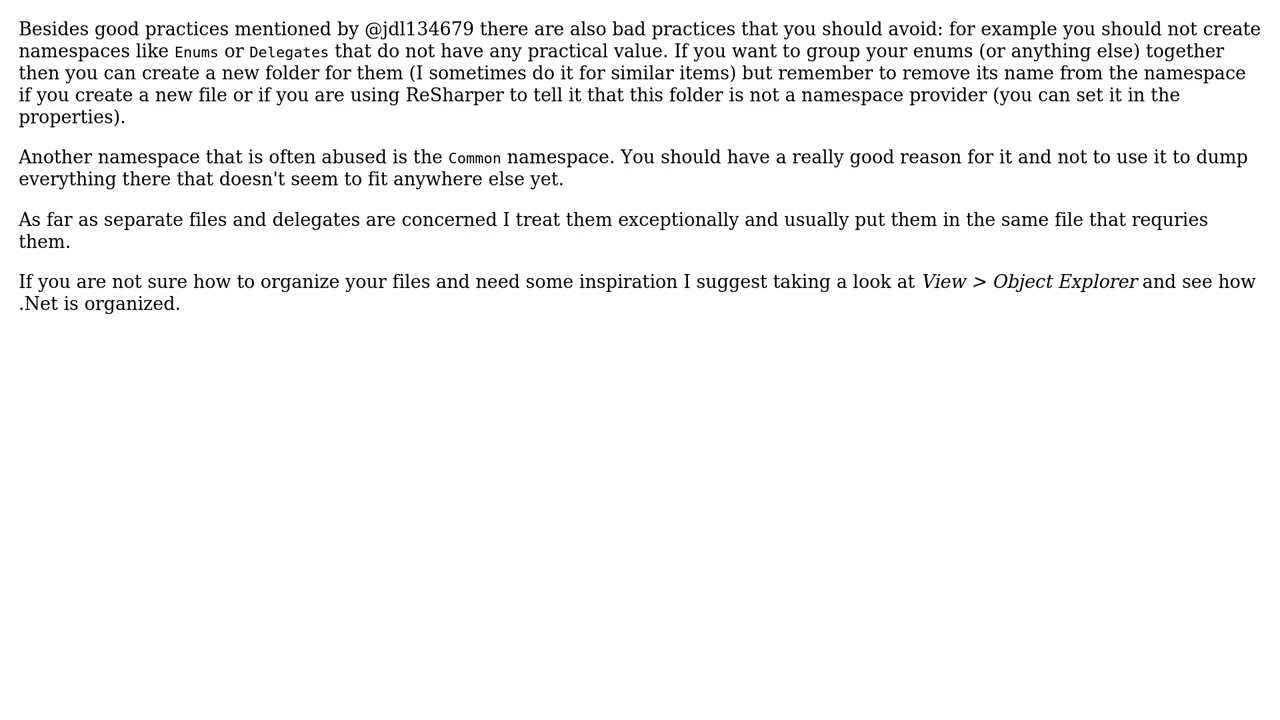 Besides good practices mentioned by @jdl134679 there are also bad practices that you should avoid: for example you should not create
namespaces like Enums or Delegates that do not have any practical value. If you want to group your enums (or anything else) together
then you can create a new folder for them (I sometimes do it for similar items) but remember to remove its name from the namespace
if you create a new file or if you are using ReSharper to tell it that this folder is not a namespace provider (you can set it in the
properties).
Another namespace that is often abused is the Common namespace. You should have a really good reason for it and not to use it to dump
everything there that doesn't seem to fit anywhere else yet.
As far as separate files and delegates are concerned I treat them exceptionally and usually put them in the same file that requries
them.
If you are not sure how to organize your files and need some inspiration I suggest taking a look at View > Object Explorer and see how
.Net is organized.